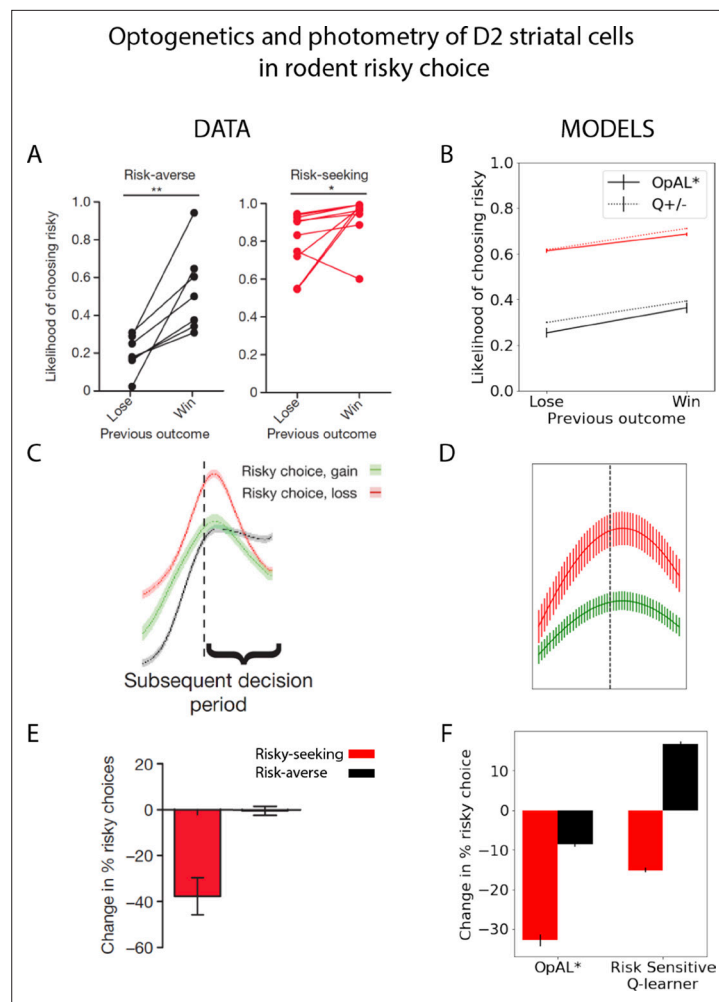 Optogenetics and photometry of D2 striatal cells
in rodent risky choice
DATA
MODELS
A
Risk-averse
**
Likelihood of choosing risky
1.0
0.8
0.6
0.4
0.2
0
Lose
Win
Previous outcome
Risk-seeking
*
1.0
0.8
0.6
0.4
0.2
0
Lose
Win
Previous outcome
B
Likelihood of choosing risky
1.0
0.8
0.6
0.4
0.2
0.0
OpAL*
Q+/-
Lose
Win
Previous outcome
C
Risky choice, gain
Risky choice, loss
Subsequent decision
period
D
E
Change in % risky choices
20
0
−20
−40
−60
Risky-seeking
Risk-averse
F
Change in % risky choice
10
0
−10
−20
−30
OpAL*
Risk Sensitive
Q-learner